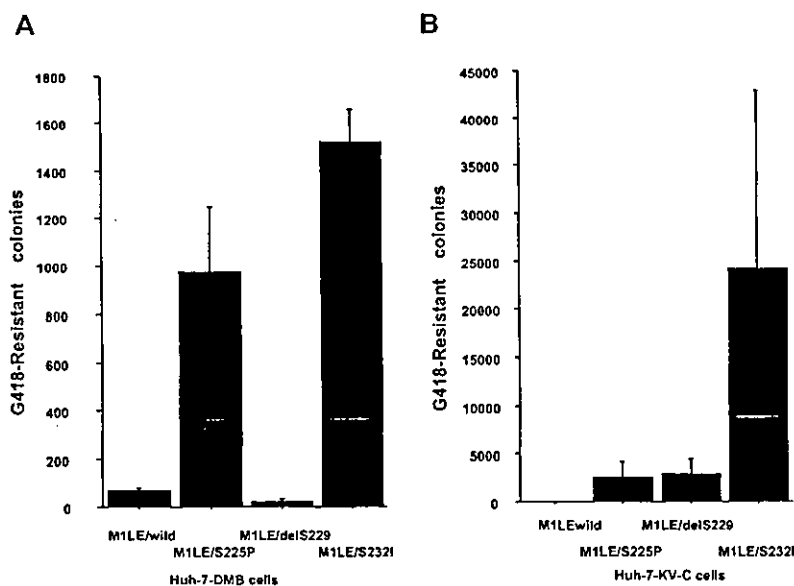 A
B
G418-Resistant colonies
1800
1600
1400
1200
1000
800
600
400
200
0
M1LE/wild
M1LE/delS229
M1LE/S225P
M1LE/S232I
Huh-7-DMB cells
G418-Resistant colonies
45000
40000
35000
30000
25000
20000
15000
10000
5000
0
M1LEwild
M1LE/delS229
M1LE/S225P
M1LE/S232I
Huh-7-KV-C cells